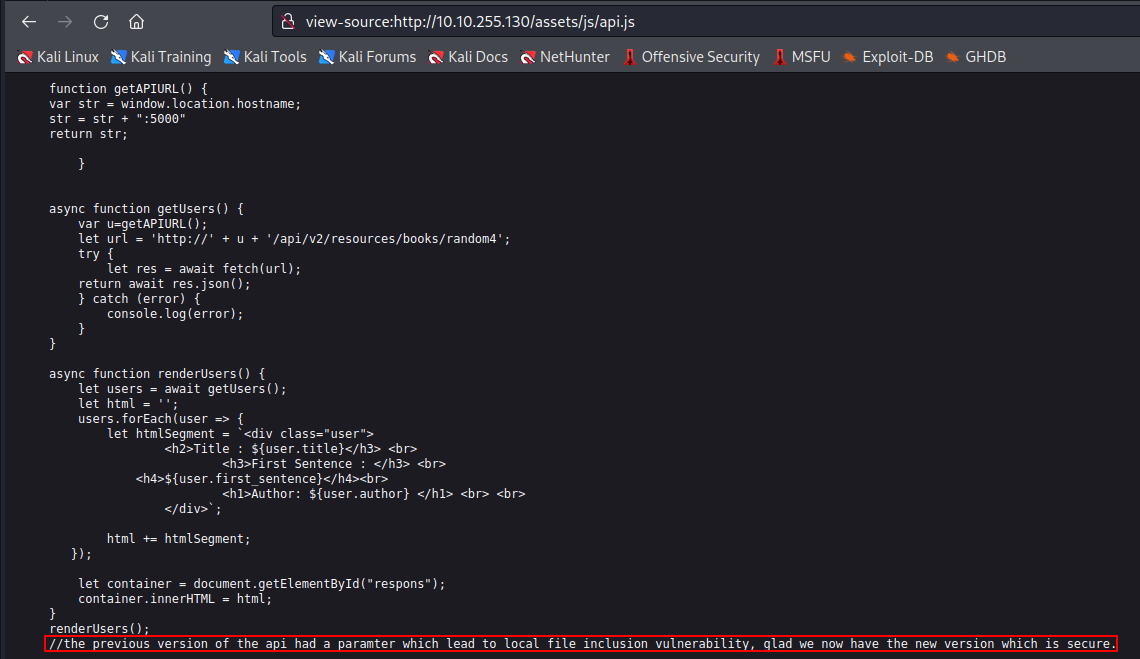 view-source:http://10.10.255.130/assets/js/api.js
Kali Linux Kali Training Kali Tools Kali Forums Kali Docs NetHunter Offensive Security MSFU Exploit-DB GHDB
function getAPIURL() {
var str = window.location.hostname;
str = str + ":5000"
return str;
}
async function getUsers() {
var u=getAPIURL();
let url = 'http://' + u + '/api/v2/resources/books/random4';
try {
let res = await fetch(url);
return await res.json();
} catch (error) {
console.log(error);
}
}
async function renderUsers() {
let users = await getUsers();
let html = '';
users.forEach(user => {
let htmlSegment = `<div class="user">
<h2>Title : ${user.title}</h3> <br>
<h3>First Sentence : </h3> <br>
<h4>${user.first_sentence}</h4><br>
<h1>Author: ${user.author} </h1> <br> <br>
</div>`;
html += htmlSegment;
});
let container = document.getElementById("respons");
container.innerHTML = html;
}
renderUsers();
//the previous version of the api had a paramter which lead to local file inclusion vulnerability, glad we now have the new version which is secure.